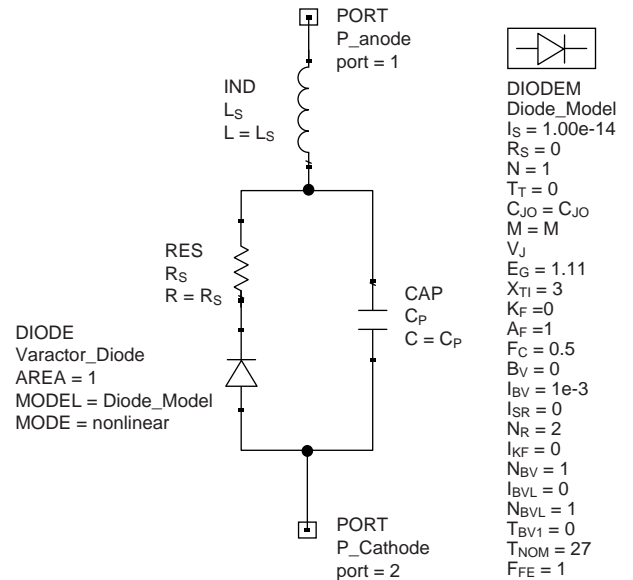 PORT
P_anode
port = 1
IND
LS
L = LS
RES
RS
R = RS
CAP
CP
C = CP
DIODE
Varactor_Diode
AREA = 1
MODEL = Diode_Model
MODE = nonlinear
PORT
P_Cathode
port = 2
DIODEM
Diode_Model
IS = 1.00e-14
RS = 0
N = 1
TT = 0
CJO = CJO
M = M
VJ
EG = 1.11
XTI = 3
KF =0
AF =1
FC = 0.5
BV = 0
IBV = 1e-3
ISR = 0
NR = 2
IKF = 0
NBV = 1
IBVL = 0
NBVL = 1
TBV1 = 0
TNOM = 27
FFE = 1